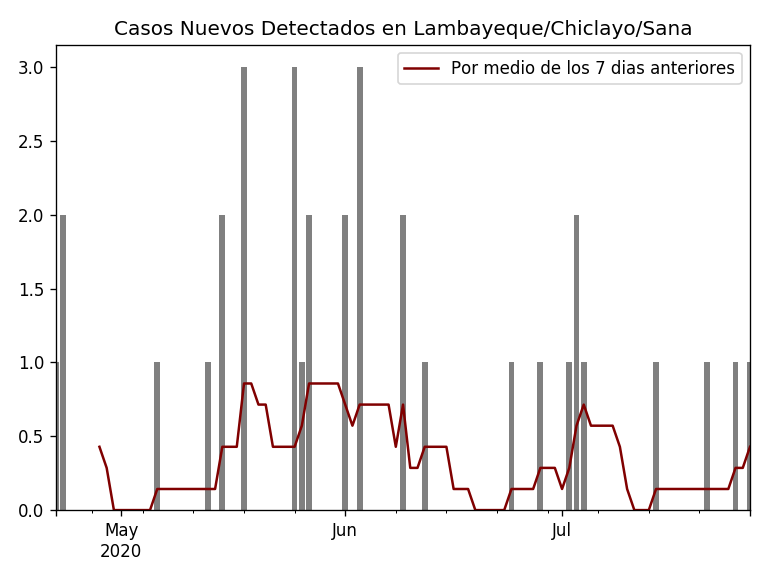 Casos Nuevos Detectados en Lambayeque/Chiclayo/Sana
Por medio de los 7 dias anteriores
3.0
2.5
2.0
1.5
1.0
0.5
0.0
May
2020
Jun
Jul